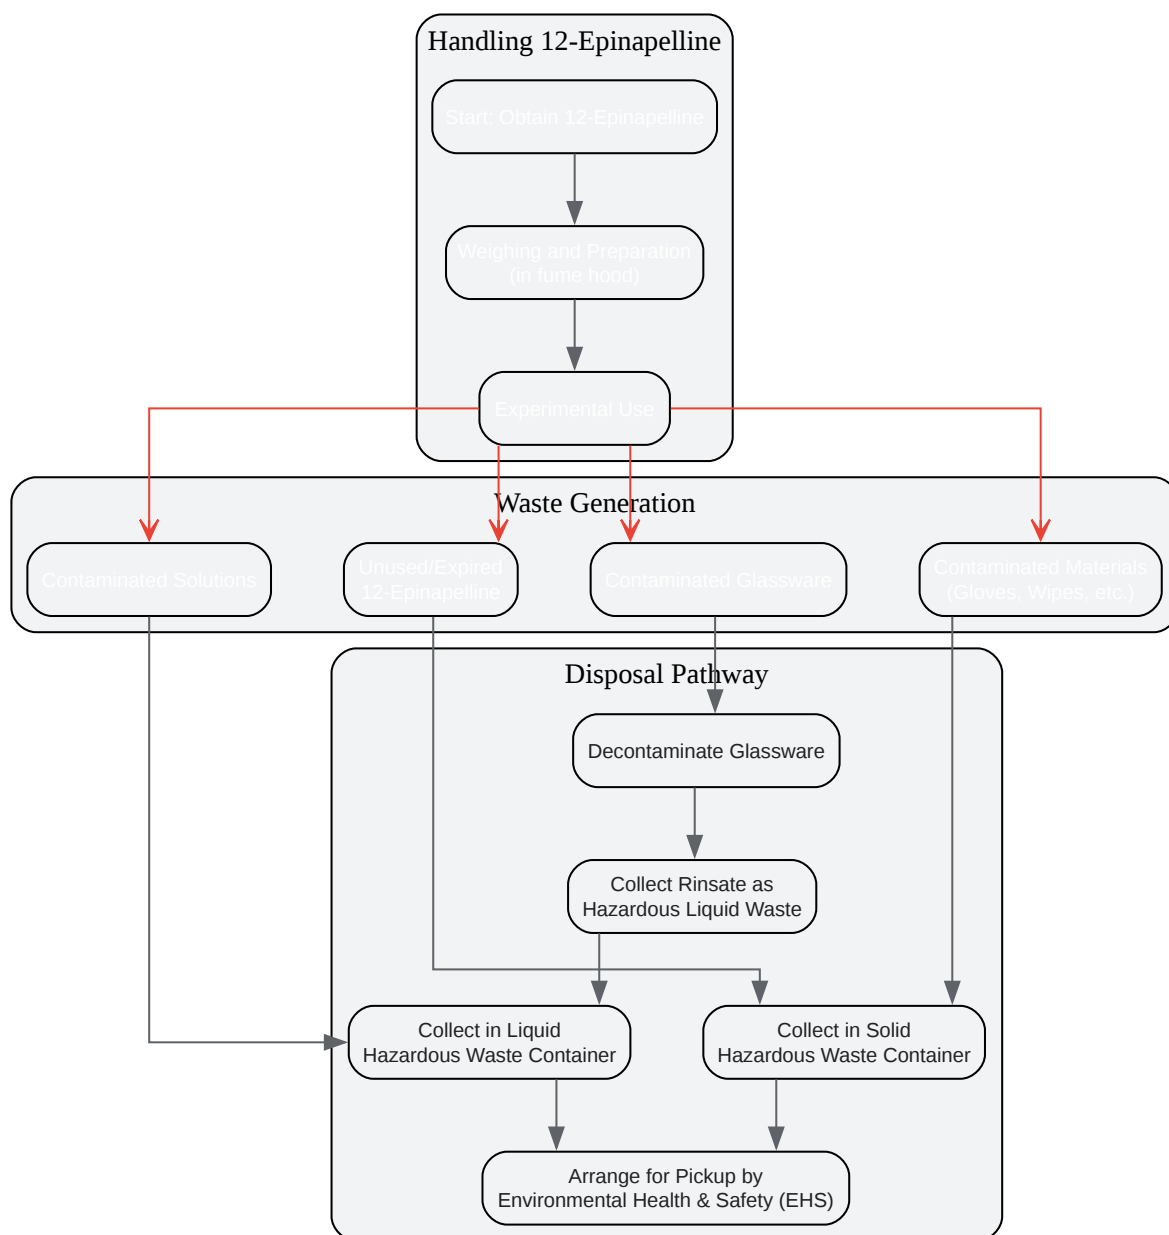 Handling 12-Epinapelline
Start: Obtain 12-Epinapelline
Weighing and Preparation
(in fume hood)
Experimental Use
Waste Generation
Contaminated Solutions
Unused/Expired
12-Epinapelline
Contaminated Glassware
Contaminated Materials
(Gloves, Wipes, etc.)
Disposal Pathway
Decontaminate Glassware
Collect Rinsate as
Hazardous Liquid Waste
Collect in Liquid
Hazardous Waste Container
Collect in Solid
Hazardous Waste Container
Arrange for Pickup by
Environmental Health & Safety (EHS)